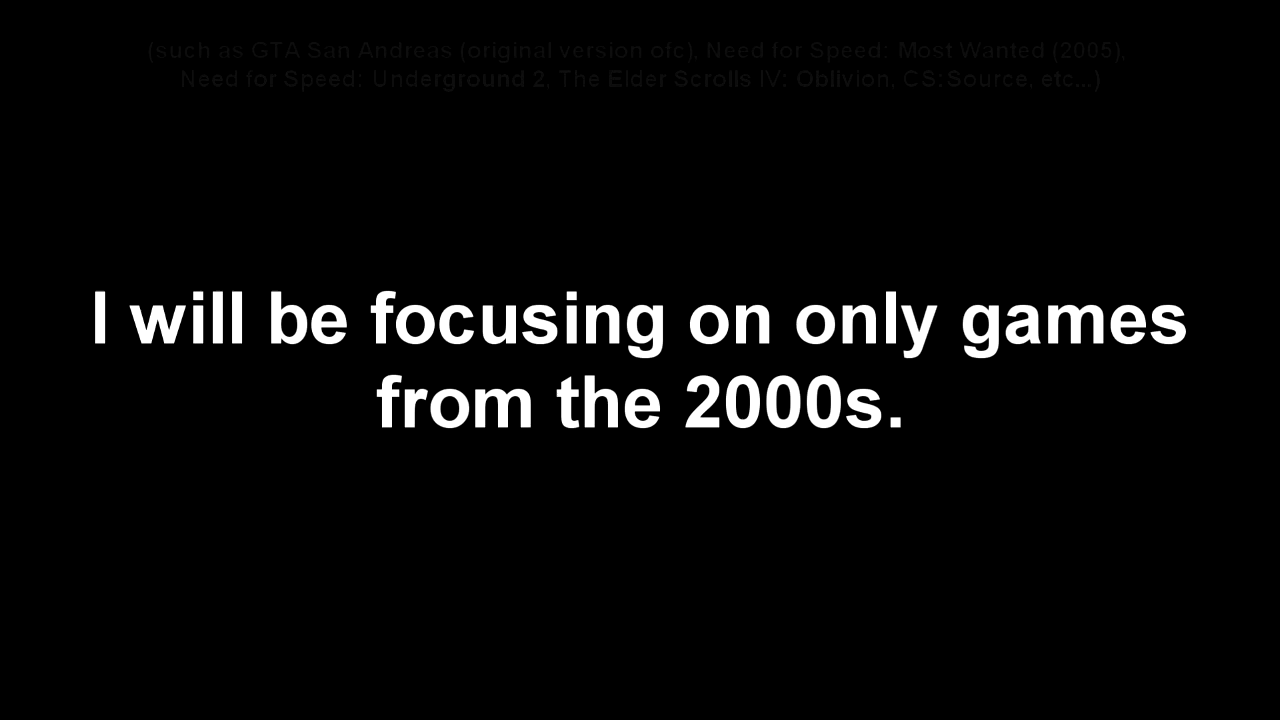 (such as GTA San Andreas (original version ofc), Need for Speed: Most Wanted (2005),
Need for Speed: Underground 2, The Elder Scrolls IV: Oblivion, CS:Source, etc...)
I will be focusing on only games
from the 2000s.